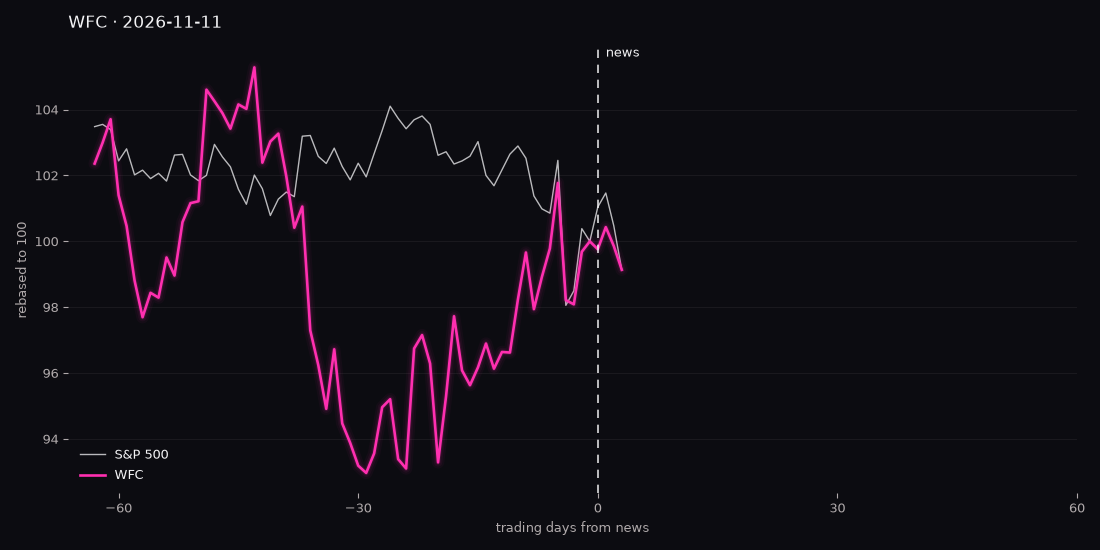 WFC · 2026-11-11
news
104
102
100
98
96
94
rebased to 100
S&P 500
WFC
−60
−30
0
30
60
trading days from news